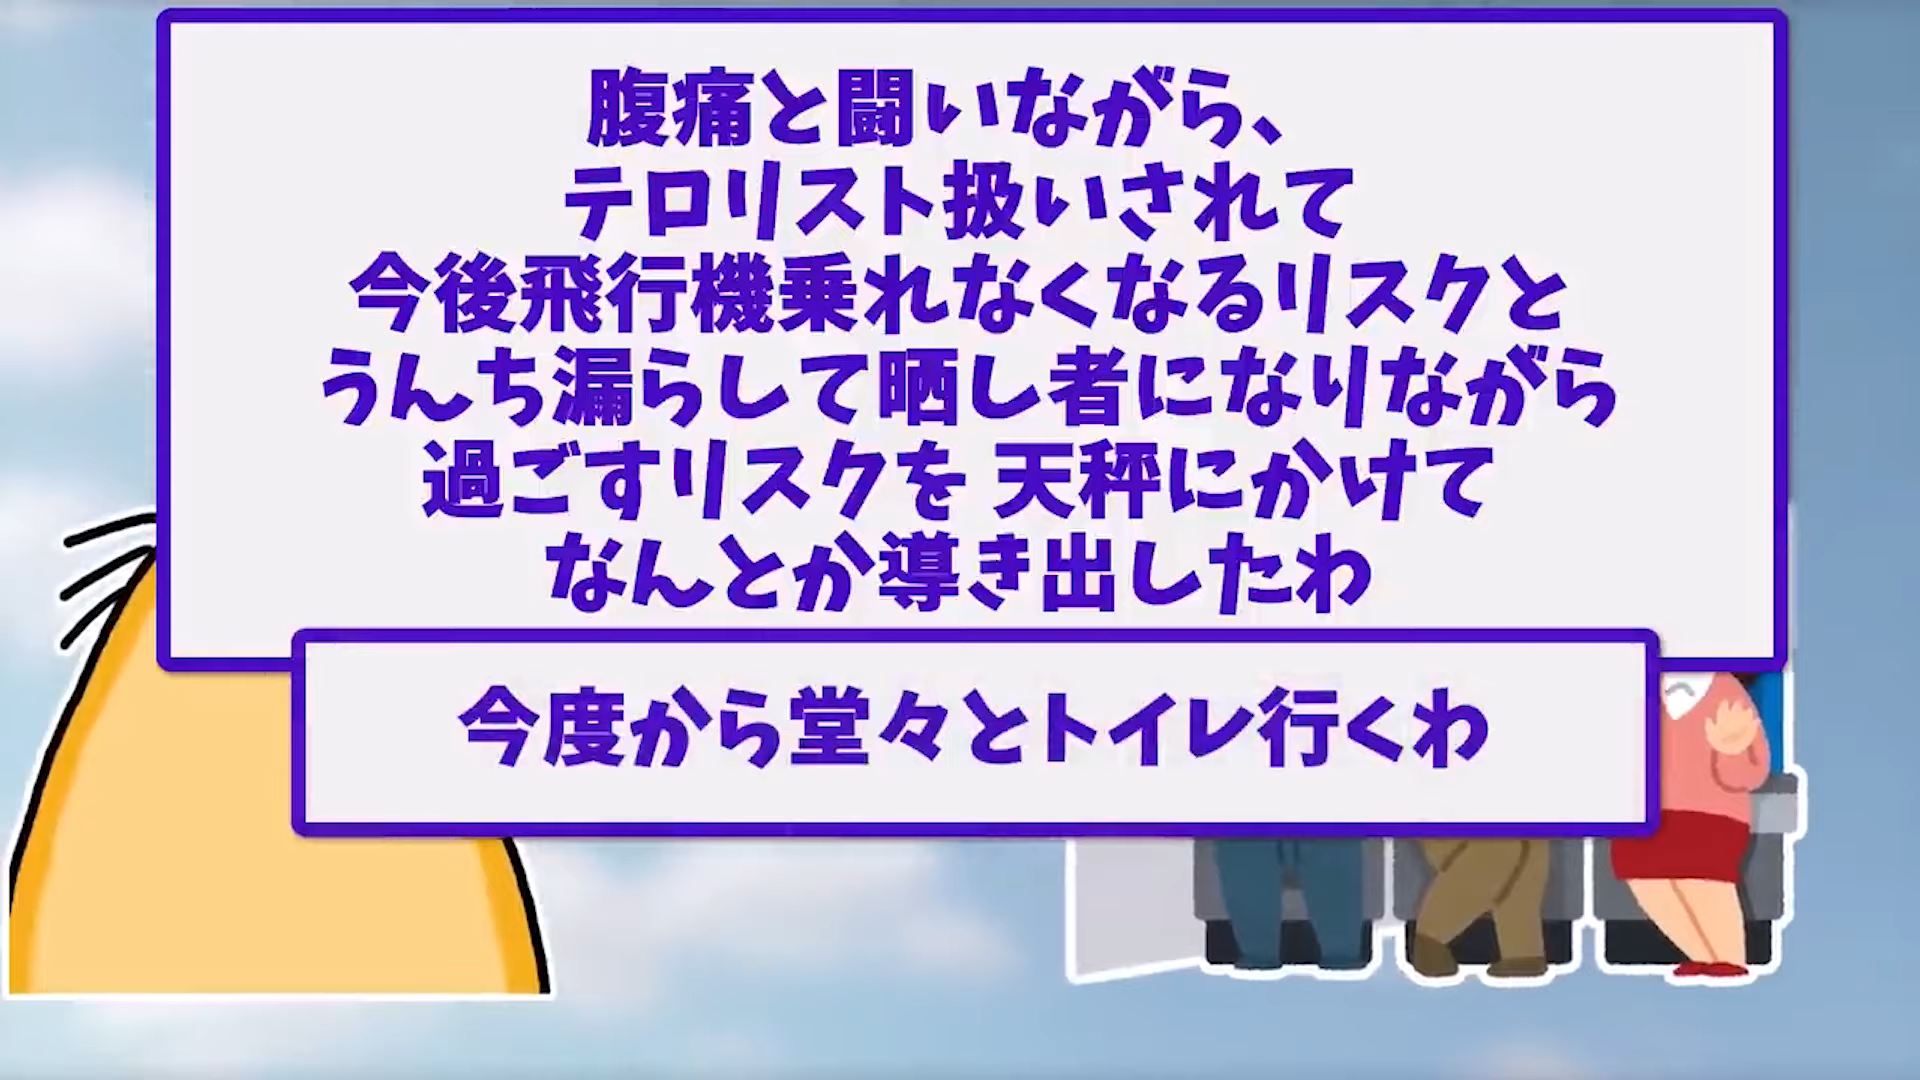 腹痛と闘いながら、
テロリスト扱いされて
今後飛行機乗れなくなるリスクと
うんち漏らして晒し者になりながら
過ごすリスクを 天秤にかけて
なんとか導き出したわ
今度から堂々とトイレ行くわ